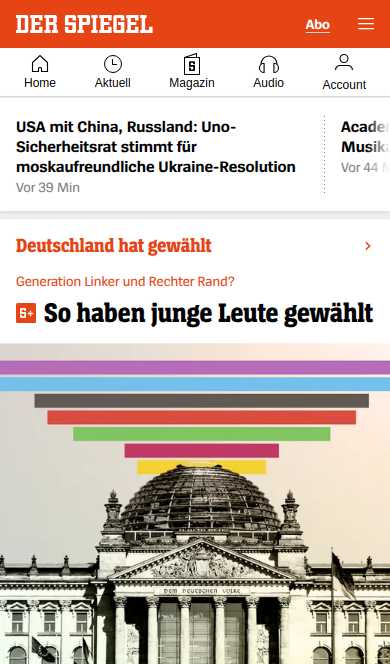 DER SPIEGEL
Abo
Home
Aktuell
Magazin
Audio
Account
USA mit China, Russland: Uno-
Sicherheitsrat stimmt für
moskaufreundliche Ukraine-Resolution
Vor 39 Min
Musik
Vor 44
Deutschland hat gewählt
Generation Linker und Rechter Rand?
S+ So haben junge Leute gewählt
DEM DEUTSCHEN VOLKE